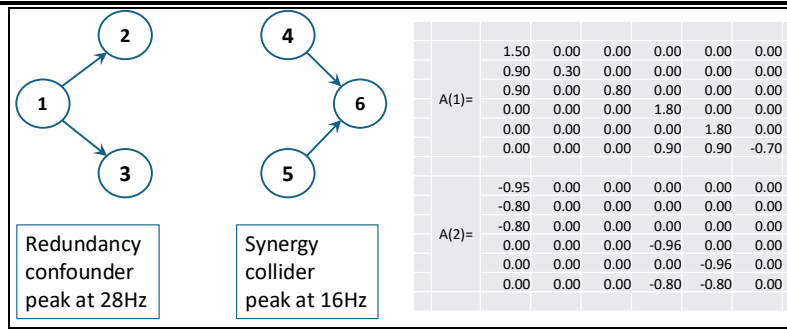 2
4
1
6
3
5
Redundancy
confounder
peak at 28Hz
Synergy
collider
peak at 16Hz
A(1)=
1.50 0.00 0.00 0.00 0.00 0.00
0.90 0.30 0.00 0.00 0.00 0.00
0.90 0.00 0.80 0.00 0.00 0.00
0.00 0.00 0.00 1.80 0.00 0.00
0.00 0.00 0.00 0.00 1.80 0.00
0.00 0.00 0.00 0.90 0.90 -0.70
A(2)=
-0.95 0.00 0.00 0.00 0.00 0.00
-0.80 0.00 0.00 0.00 0.00 0.00
-0.80 0.00 0.00 0.00 0.00 0.00
0.00 0.00 0.00 -0.96 0.00 0.00
0.00 0.00 0.00 0.00 -0.96 0.00
0.00 0.00 0.00 -0.80 -0.80 0.00